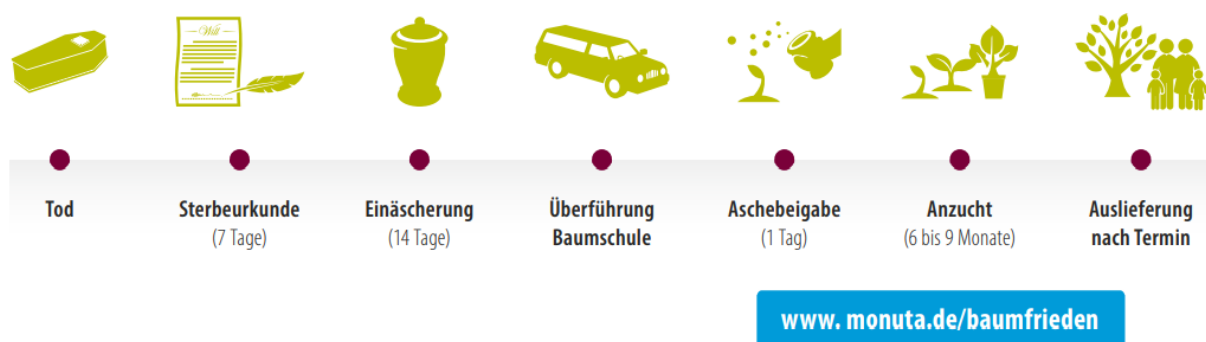 Will
Tod
Sterbeurkunde
(7 Tage)
Einäscherung
(14 Tage)
Überführung
Baumschule
Aschebeigabe
(1 Tag)
Anzucht
(6 bis 9 Monate)
Auslieferung
nach Termin
www. monuta.de/baumfrieden